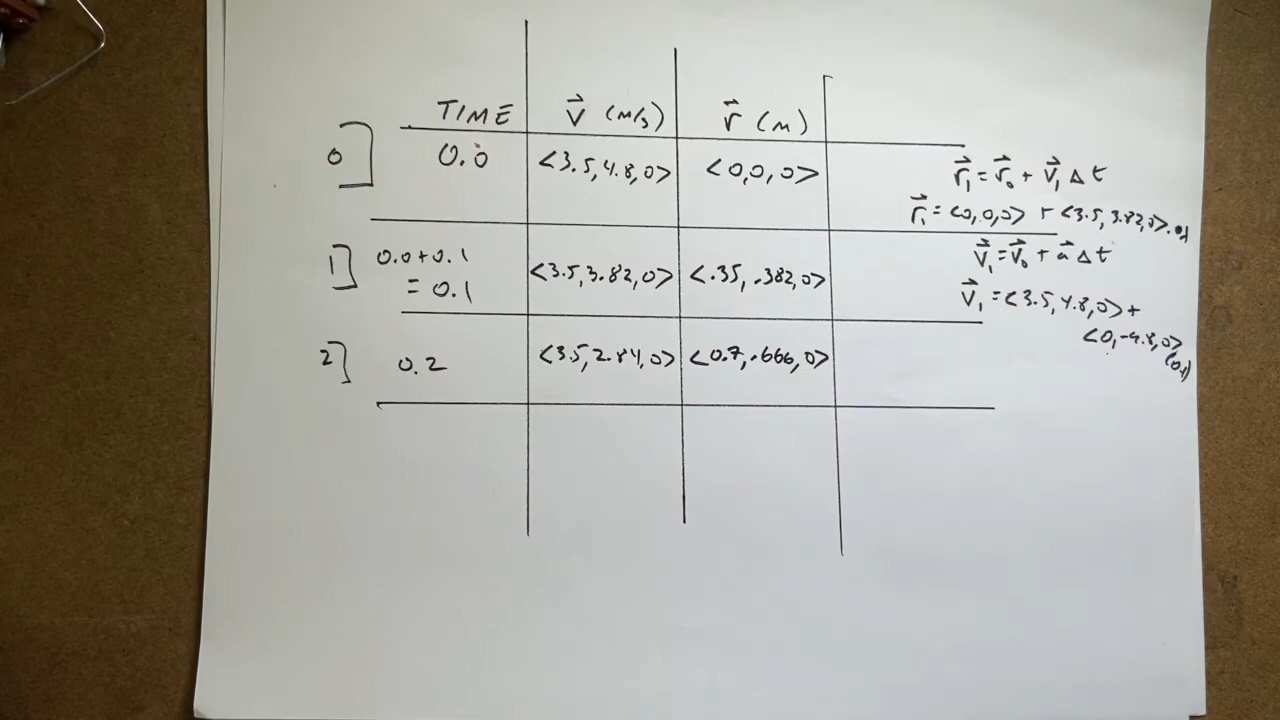 TIME v⃗ (m/s) r⃗ (m)
0] 0.0 <3.5,4.8,0> <0,0,0>
r⃗₁ = r⃗₀ + v⃗₁ Δt
r⃗₁ = <0,0,0> + <3.5,3.82,0>.01
1] 0.0+0.1
= 0.1 <3.5,3.82,0> <.35,.382,0>
v⃗₁ = v⃗₀ + a⃗ Δt
v⃗₁ = <3.5,4.8,0> +
<0,-9.8,0>
(0.1)
2] 0.2 <3.5,2.84,0> <0.7,.666,0>